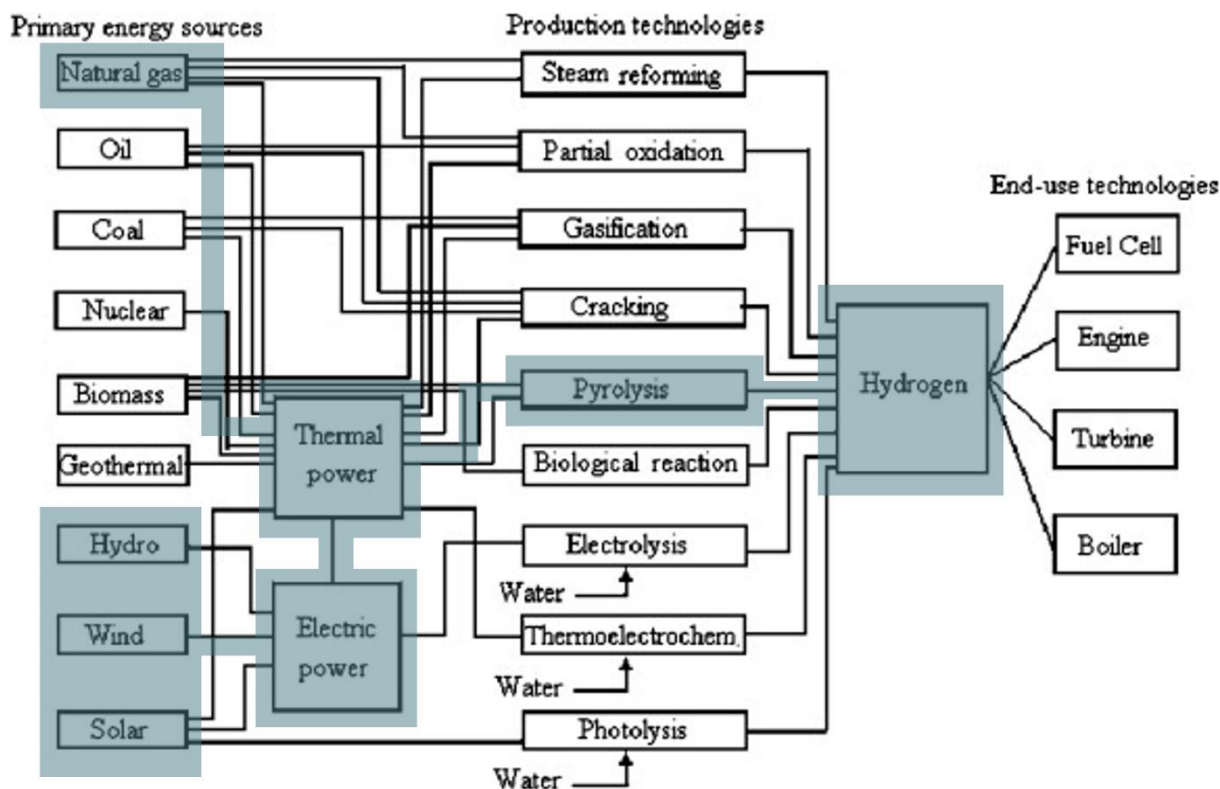 Primary energy sources
Production technologies
Natural gas
Steam reforming
Oil
Partial oxidation
End-use technologies
Coal
Gasification
Fuel Cell
Nuclear
Cracking
Engine
Biomass
Pyrolysis
Hydrogen
Thermal
power
Turbine
Geothermal
Biological reaction
Hydro
Electrolysis
Boiler
Water
Wind
Electric
power
Thermoelectrochem.
Water
Solar
Photolysis
Water